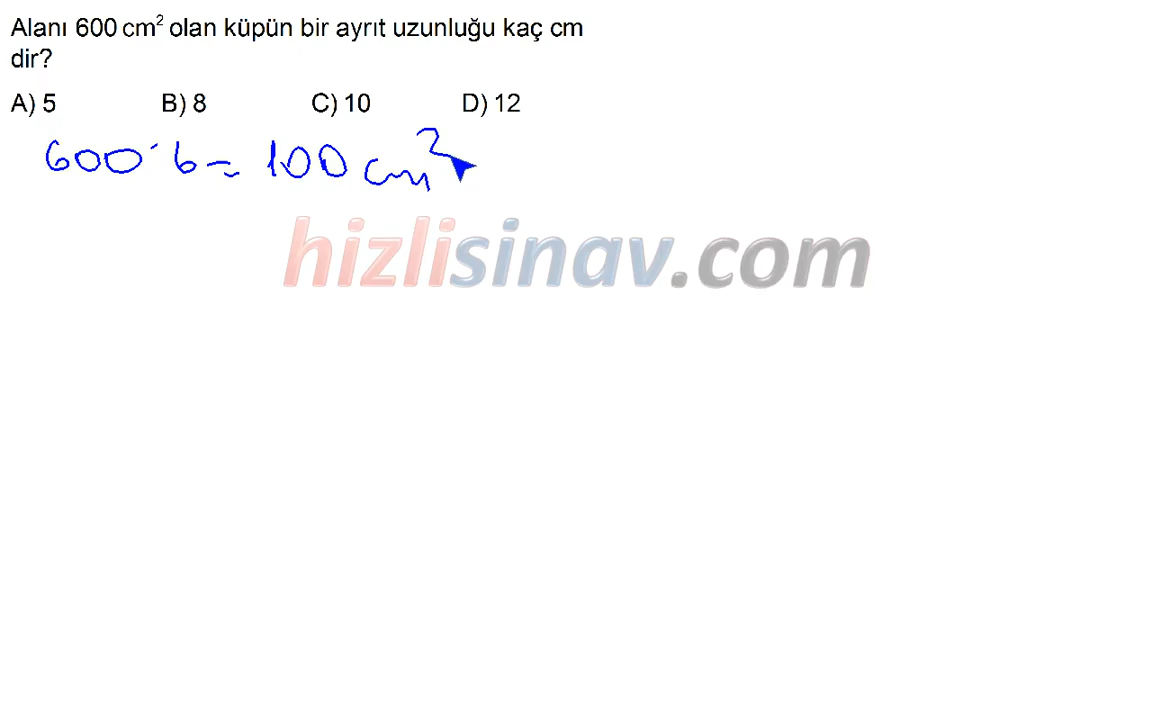 Alanı 600 cm² olan küpün bir ayrıt uzunluğu kaç cm
dir?
A) 5 B) 8 C) 10 D) 12
600 : 6 = 100 cm²
hizlisinav.com